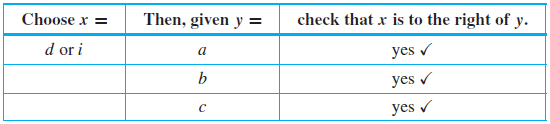 Choose x = Then, given y = check that x is to the right of y.
d or i a yes ✓
b yes ✓
c yes ✓